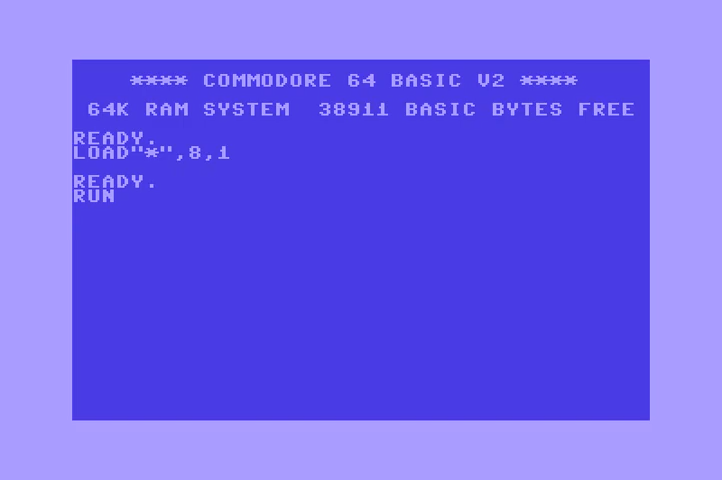 **** COMMODORE 64 BASIC V2 ****
64K RAM SYSTEM  38911 BASIC BYTES FREE
READY.
LOAD"*",8,1
READY.
RUN